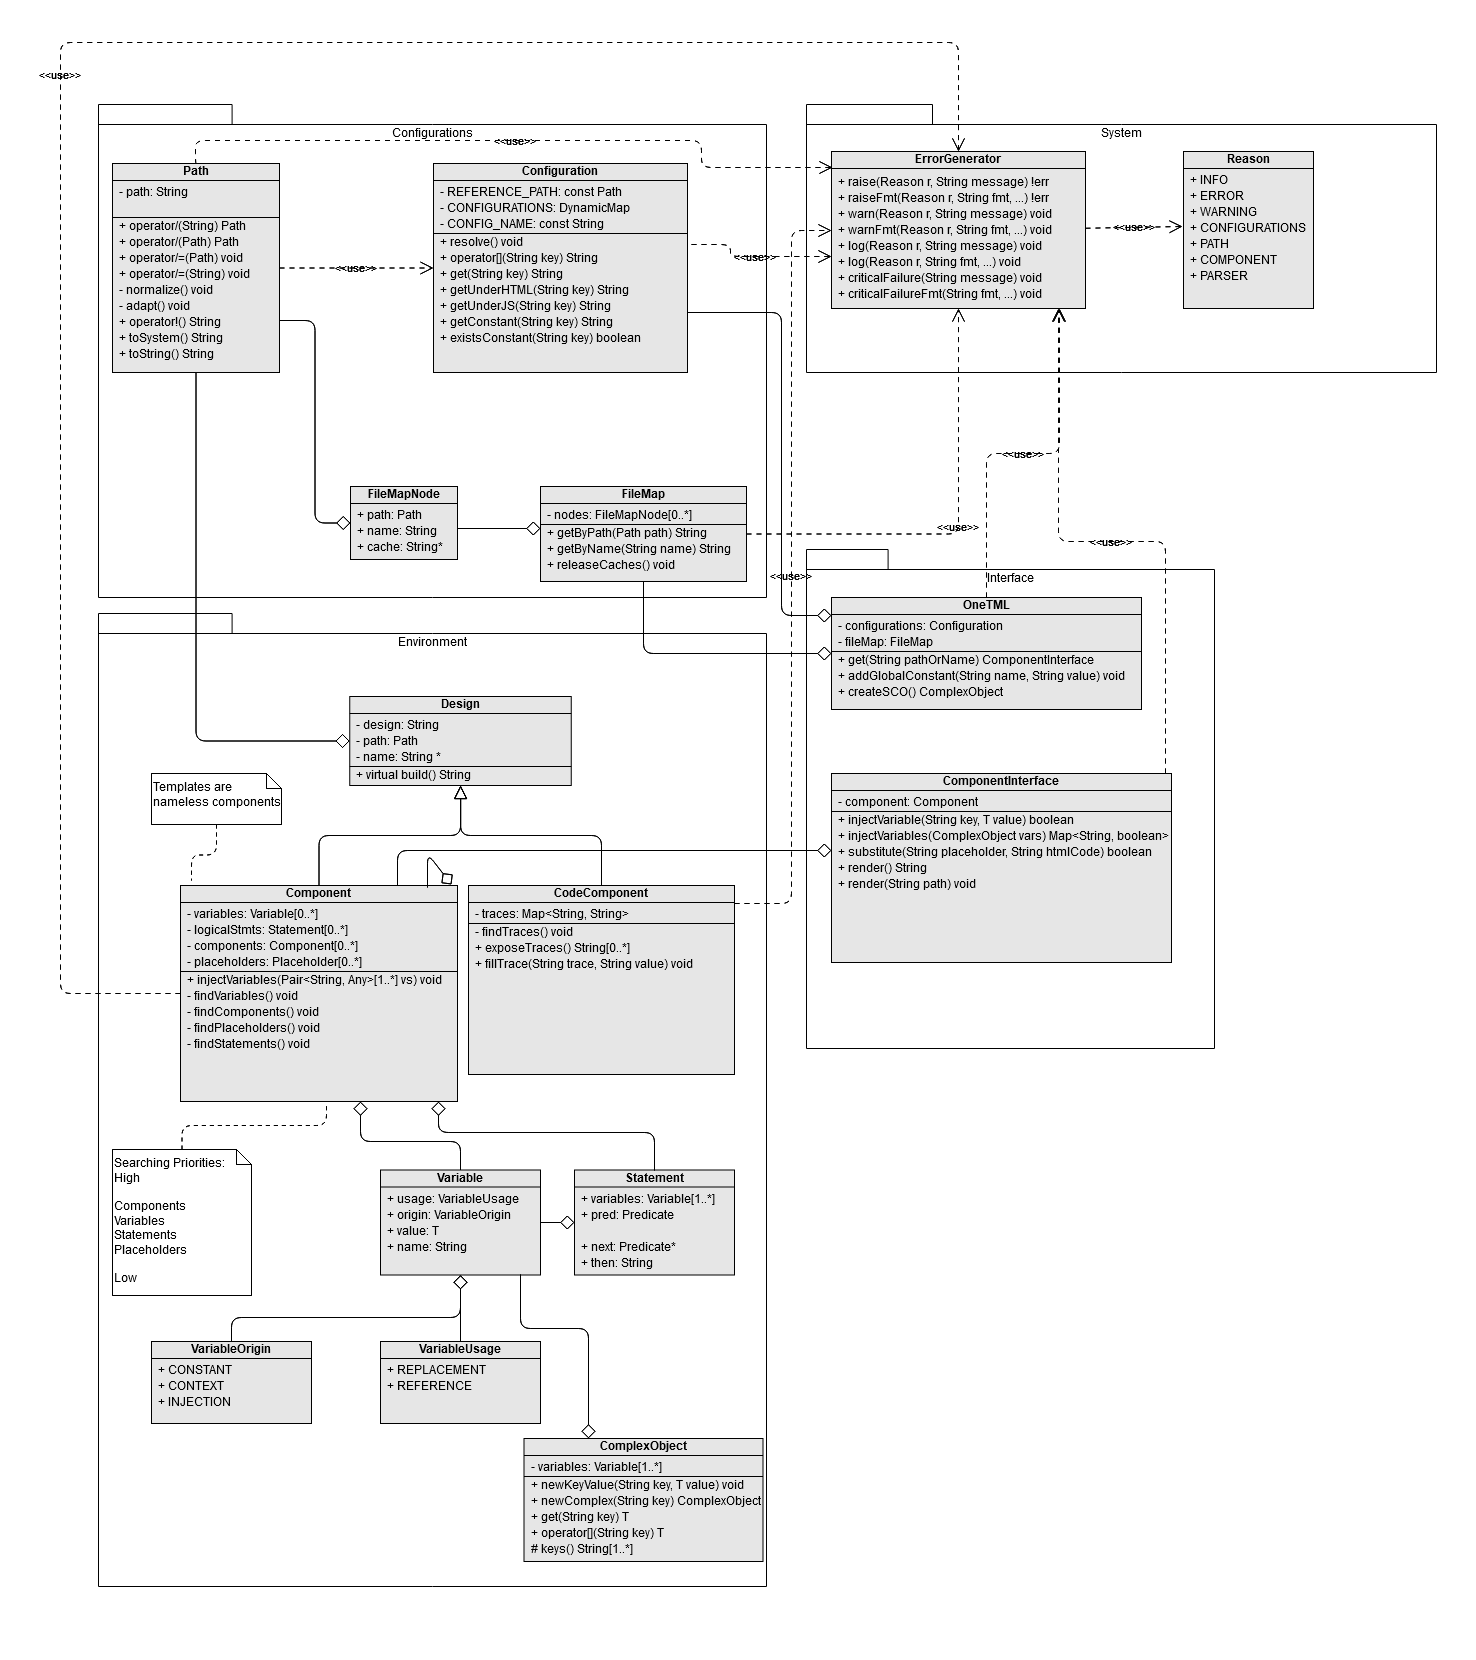 <<use>>
Configurations
<<use>>
Path
- path: String
+ operator/(String) Path
+ operator/(Path) Path
+ operator/=(Path) void
+ operator/=(String) void
- normalize() void
- adapt() void
+ operator!() String
+ toSystem() String
+ toString() String
<<use>>
Configuration
- REFERENCE_PATH: const Path
- CONFIGURATIONS: DynamicMap
- CONFIG_NAME: const String
+ resolve() void
+ operator[](String key) String
+ get(String key) String
+ getUnderHTML(String key) String
+ getUnderJS(String key) String
+ getConstant(String key) String
+ existsConstant(String key) boolean
<<use>>
System
ErrorGenerator
+ raise(Reason r, String message) !err
+ raiseFmt(Reason r, String fmt, ...) !err
+ warn(Reason r, String message) void
+ warnFmt(Reason r, String fmt, ...) void
+ log(Reason r, String message) void
+ log(Reason r, String fmt, ...) void
+ criticalFailure(String message) void
+ criticalFailureFmt(String fmt, ...) void
<<use>>
Reason
+ INFO
+ ERROR
+ WARNING
+ CONFIGURATIONS
+ PATH
+ COMPONENT
+ PARSER
FileMapNode
+ path: Path
+ name: String
+ cache: String*
FileMap
- nodes: FileMapNode[0..*]
+ getByPath(Path path) String
+ getByName(String name) String
+ releaseCaches() void
<<use>>
<<use>>
<<use>>
<<use>>
Interface
OneTML
- configurations: Configuration
- fileMap: FileMap
+ get(String pathOrName) ComponentInterface
+ addGlobalConstant(String name, String value) void
+ createSCO() ComplexObject
ComponentInterface
- component: Component
+ injectVariable(String key, T value) boolean
+ injectVariables(ComplexObject vars) Map<String, boolean>
+ substitute(String placeholder, String htmlCode) boolean
+ render() String
+ render(String path) void
Environment
Design
- design: String
- path: Path
- name: String *
+ virtual build() String
Templates are
nameless components
Component
- variables: Variable[0..*]
- logicalStmts: Statement[0..*]
- components: Component[0..*]
- placeholders: Placeholder[0..*]
+ injectVariables(Pair<String, Any>[1..*] vs) void
- findVariables() void
- findComponents() void
- findPlaceholders() void
- findStatements() void
CodeComponent
- traces: Map<String, String>
- findTraces() void
+ exposeTraces() String[0..*]
+ fillTrace(String trace, String value) void
Searching Priorities:
High
Components
Variables
Statements
Placeholders
Low
Variable
+ usage: VariableUsage
+ origin: VariableOrigin
+ value: T
+ name: String
Statement
+ variables: Variable[1..*]
+ pred: Predicate
+ next: Predicate*
+ then: String
VariableOrigin
+ CONSTANT
+ CONTEXT
+ INJECTION
VariableUsage
+ REPLACEMENT
+ REFERENCE
ComplexObject
- variables: Variable[1..*]
+ newKeyValue(String key, T value) void
+ newComplex(String key) ComplexObject
+ get(String key) T
+ operator[](String key) T
# keys() String[1..*]